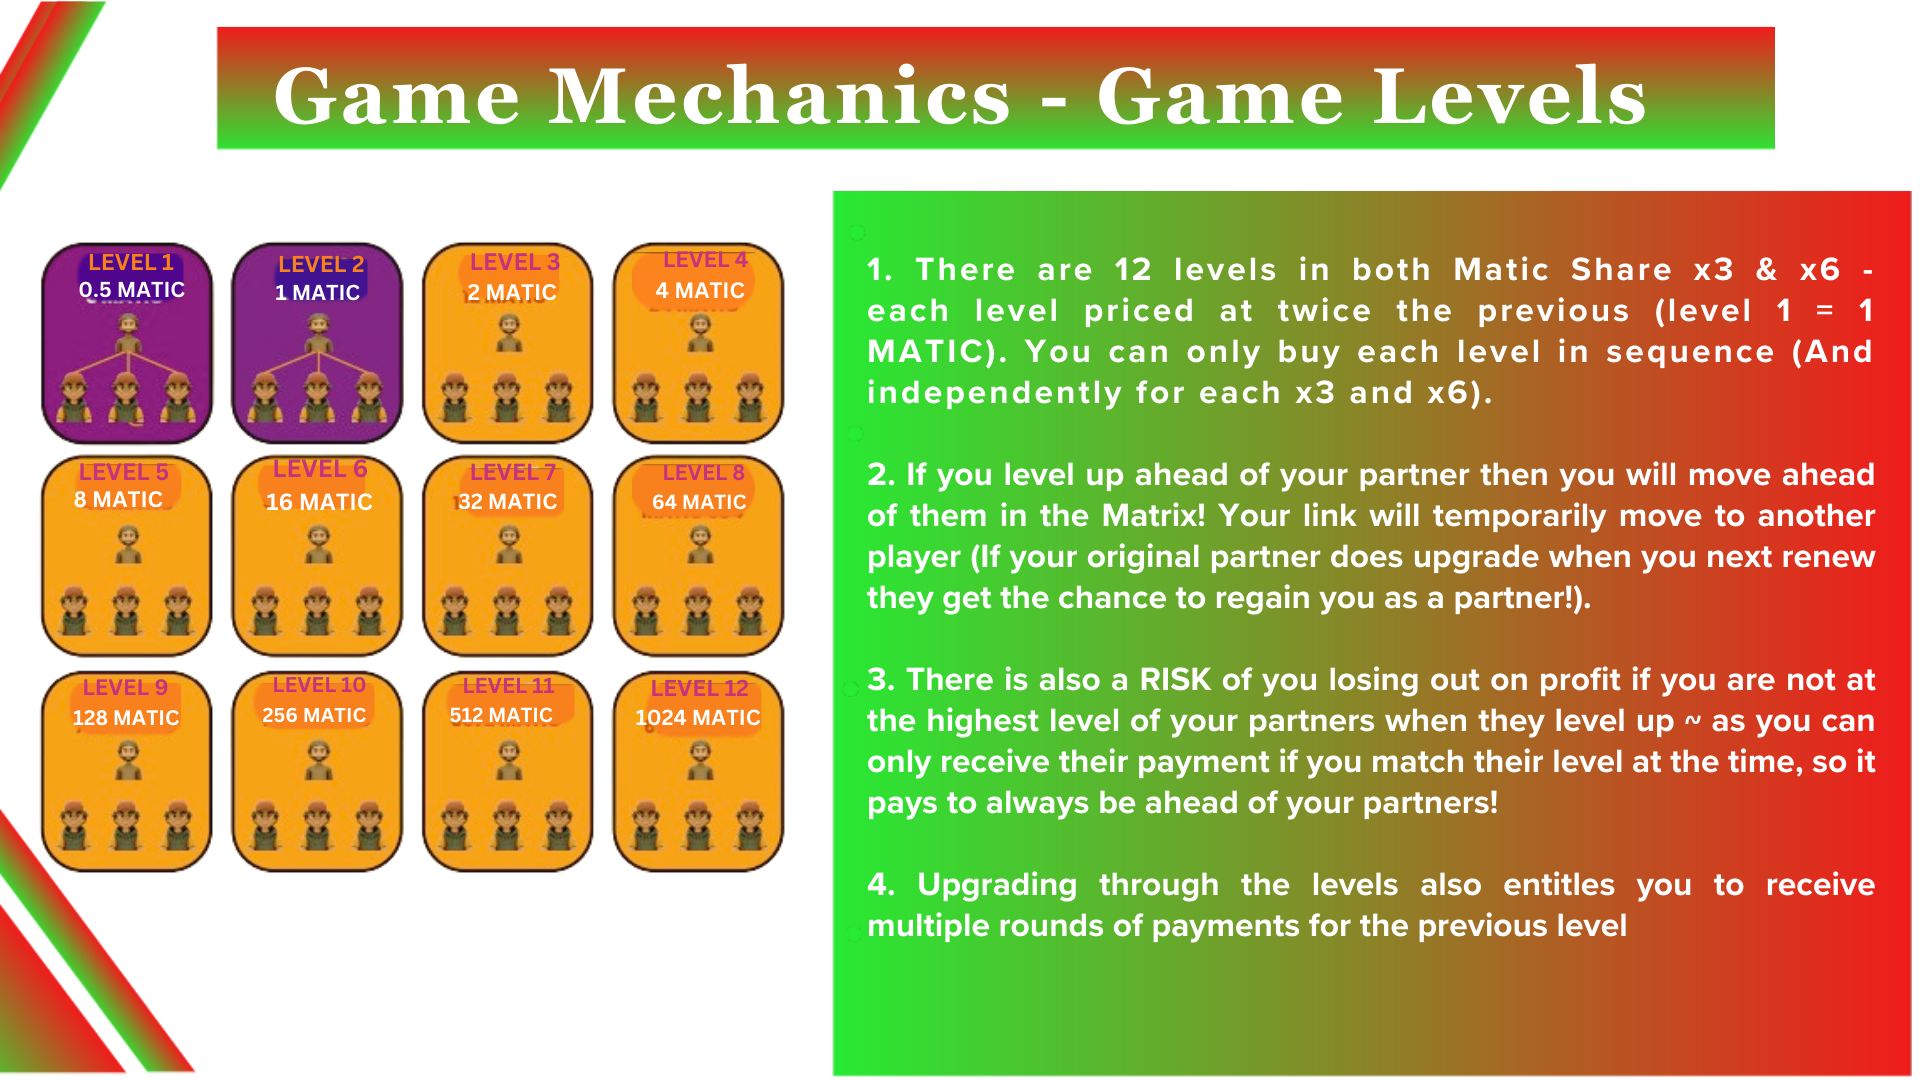 Game Mechanics - Game Levels
LEVEL 1
0.5 MATIC
LEVEL 2
1 MATIC
LEVEL 3
2 MATIC
LEVEL 4
4 MATIC
LEVEL 5
8 MATIC
LEVEL 6
16 MATIC
LEVEL 7
32 MATIC
LEVEL 8
64 MATIC
LEVEL 9
128 MATIC
LEVEL 10
256 MATIC
LEVEL 11
512 MATIC
LEVEL 12
1024 MATIC
1. There are 12 levels in both Matic Share x3 & x6 -
each level priced at twice the previous (level 1 = 1
MATIC). You can only buy each level in sequence (And
independently for each x3 and x6).
2. If you level up ahead of your partner then you will move ahead
of them in the Matrix! Your link will temporarily move to another
player (If your original partner does upgrade when you next renew
they get the chance to regain you as a partner!).
3. There is also a RISK of you losing out on profit if you are not at
the highest level of your partners when they level up ~ as you can
only receive their payment if you match their level at the time, so it
pays to always be ahead of your partners!
4. Upgrading through the levels also entitles you to receive
multiple rounds of payments for the previous level